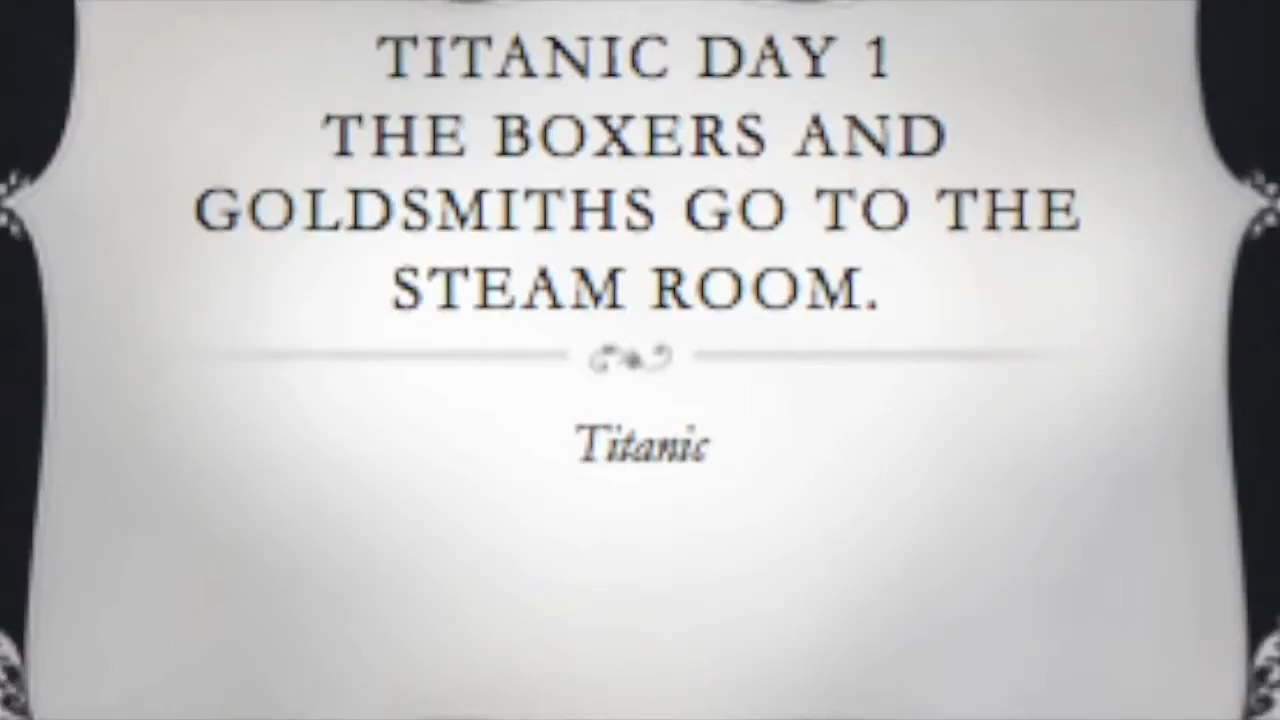 TITANIC DAY 1
THE BOXERS AND
GOLDSMITHS GO TO THE
STEAM ROOM.
Titanic